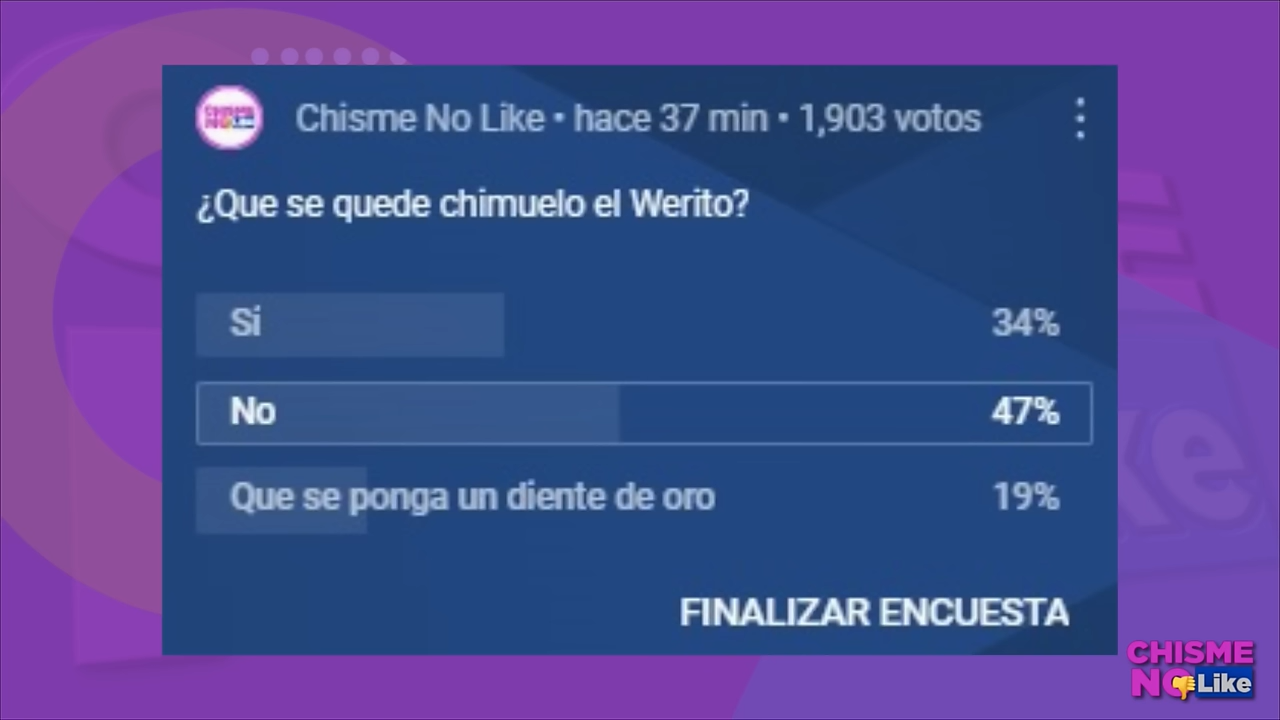 Chisme No Like • hace 37 min • 1,903 votos
¿Que se quede chimuelo el Werito?
Si 34%
No 47%
Que se ponga un diente de oro 19%
FINALIZAR ENCUESTA
CHISME
NO Like